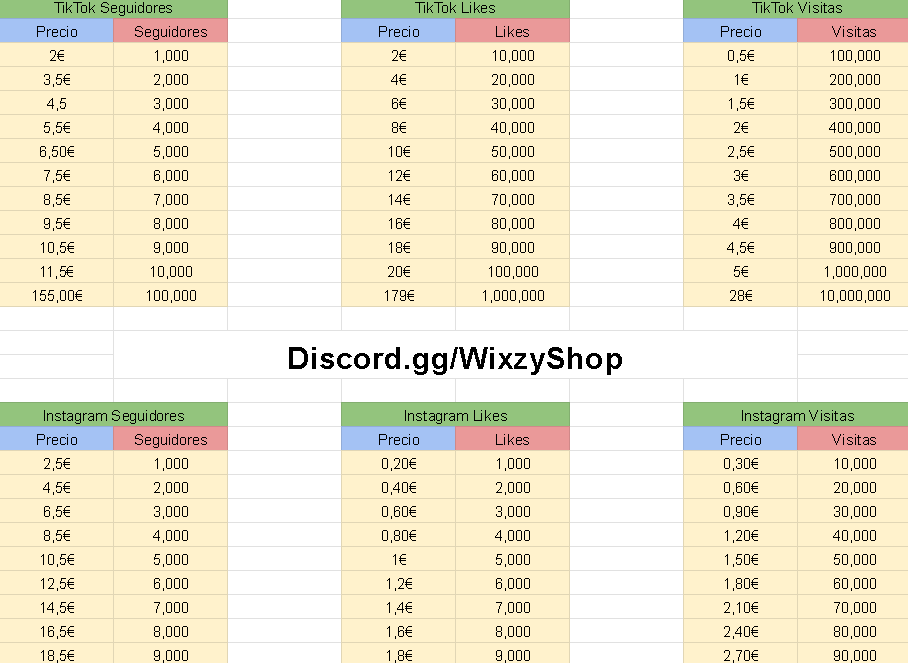 TikTok Seguidores TikTok Likes TikTok Visitas
Precio Seguidores Precio Likes Precio Visitas
2€ 1,000 2€ 10,000 0,5€ 100,000
3,5€ 2,000 4€ 20,000 1€ 200,000
4,5 3,000 6€ 30,000 1,5€ 300,000
5,5€ 4,000 8€ 40,000 2€ 400,000
6,50€ 5,000 10€ 50,000 2,5€ 500,000
7,5€ 6,000 12€ 60,000 3€ 600,000
8,5€ 7,000 14€ 70,000 3,5€ 700,000
9,5€ 8,000 16€ 80,000 4€ 800,000
10,5€ 9,000 18€ 90,000 4,5€ 900,000
11,5€ 10,000 20€ 100,000 5€ 1,000,000
155,00€ 100,000 179€ 1,000,000 28€ 10,000,000
Discord.gg/WixzyShop
Instagram Seguidores Instagram Likes Instagram Visitas
Precio Seguidores Precio Likes Precio Visitas
2,5€ 1,000 0,20€ 1,000 0,30€ 10,000
4,5€ 2,000 0,40€ 2,000 0,60€ 20,000
6,5€ 3,000 0,60€ 3,000 0,90€ 30,000
8,5€ 4,000 0,80€ 4,000 1,20€ 40,000
10,5€ 5,000 1€ 5,000 1,50€ 50,000
12,5€ 6,000 1,2€ 6,000 1,80€ 60,000
14,5€ 7,000 1,4€ 7,000 2,10€ 70,000
16,5€ 8,000 1,6€ 8,000 2,40€ 80,000
18,5€ 9,000 1,8€ 9,000 2,70€ 90,000